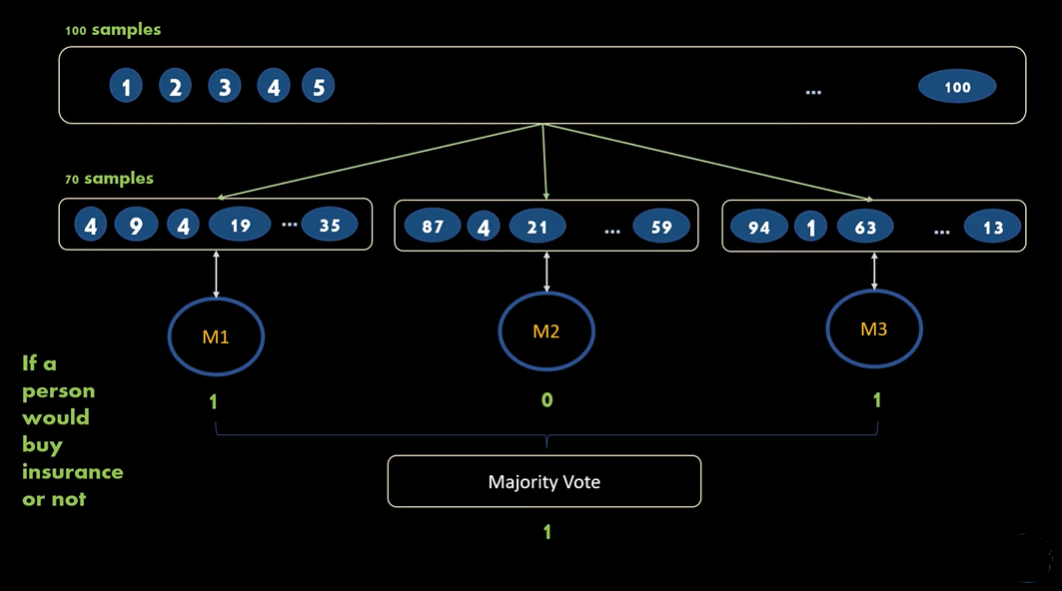 100 samples
1 2 3 4 5 ... 100
70 samples
4 9 4 19 ... 35
87 4 21 ... 59
94 1 63 ... 13
M1
M2
M3
If a
person
would
buy
insurance
or not
1
0
1
Majority Vote
1